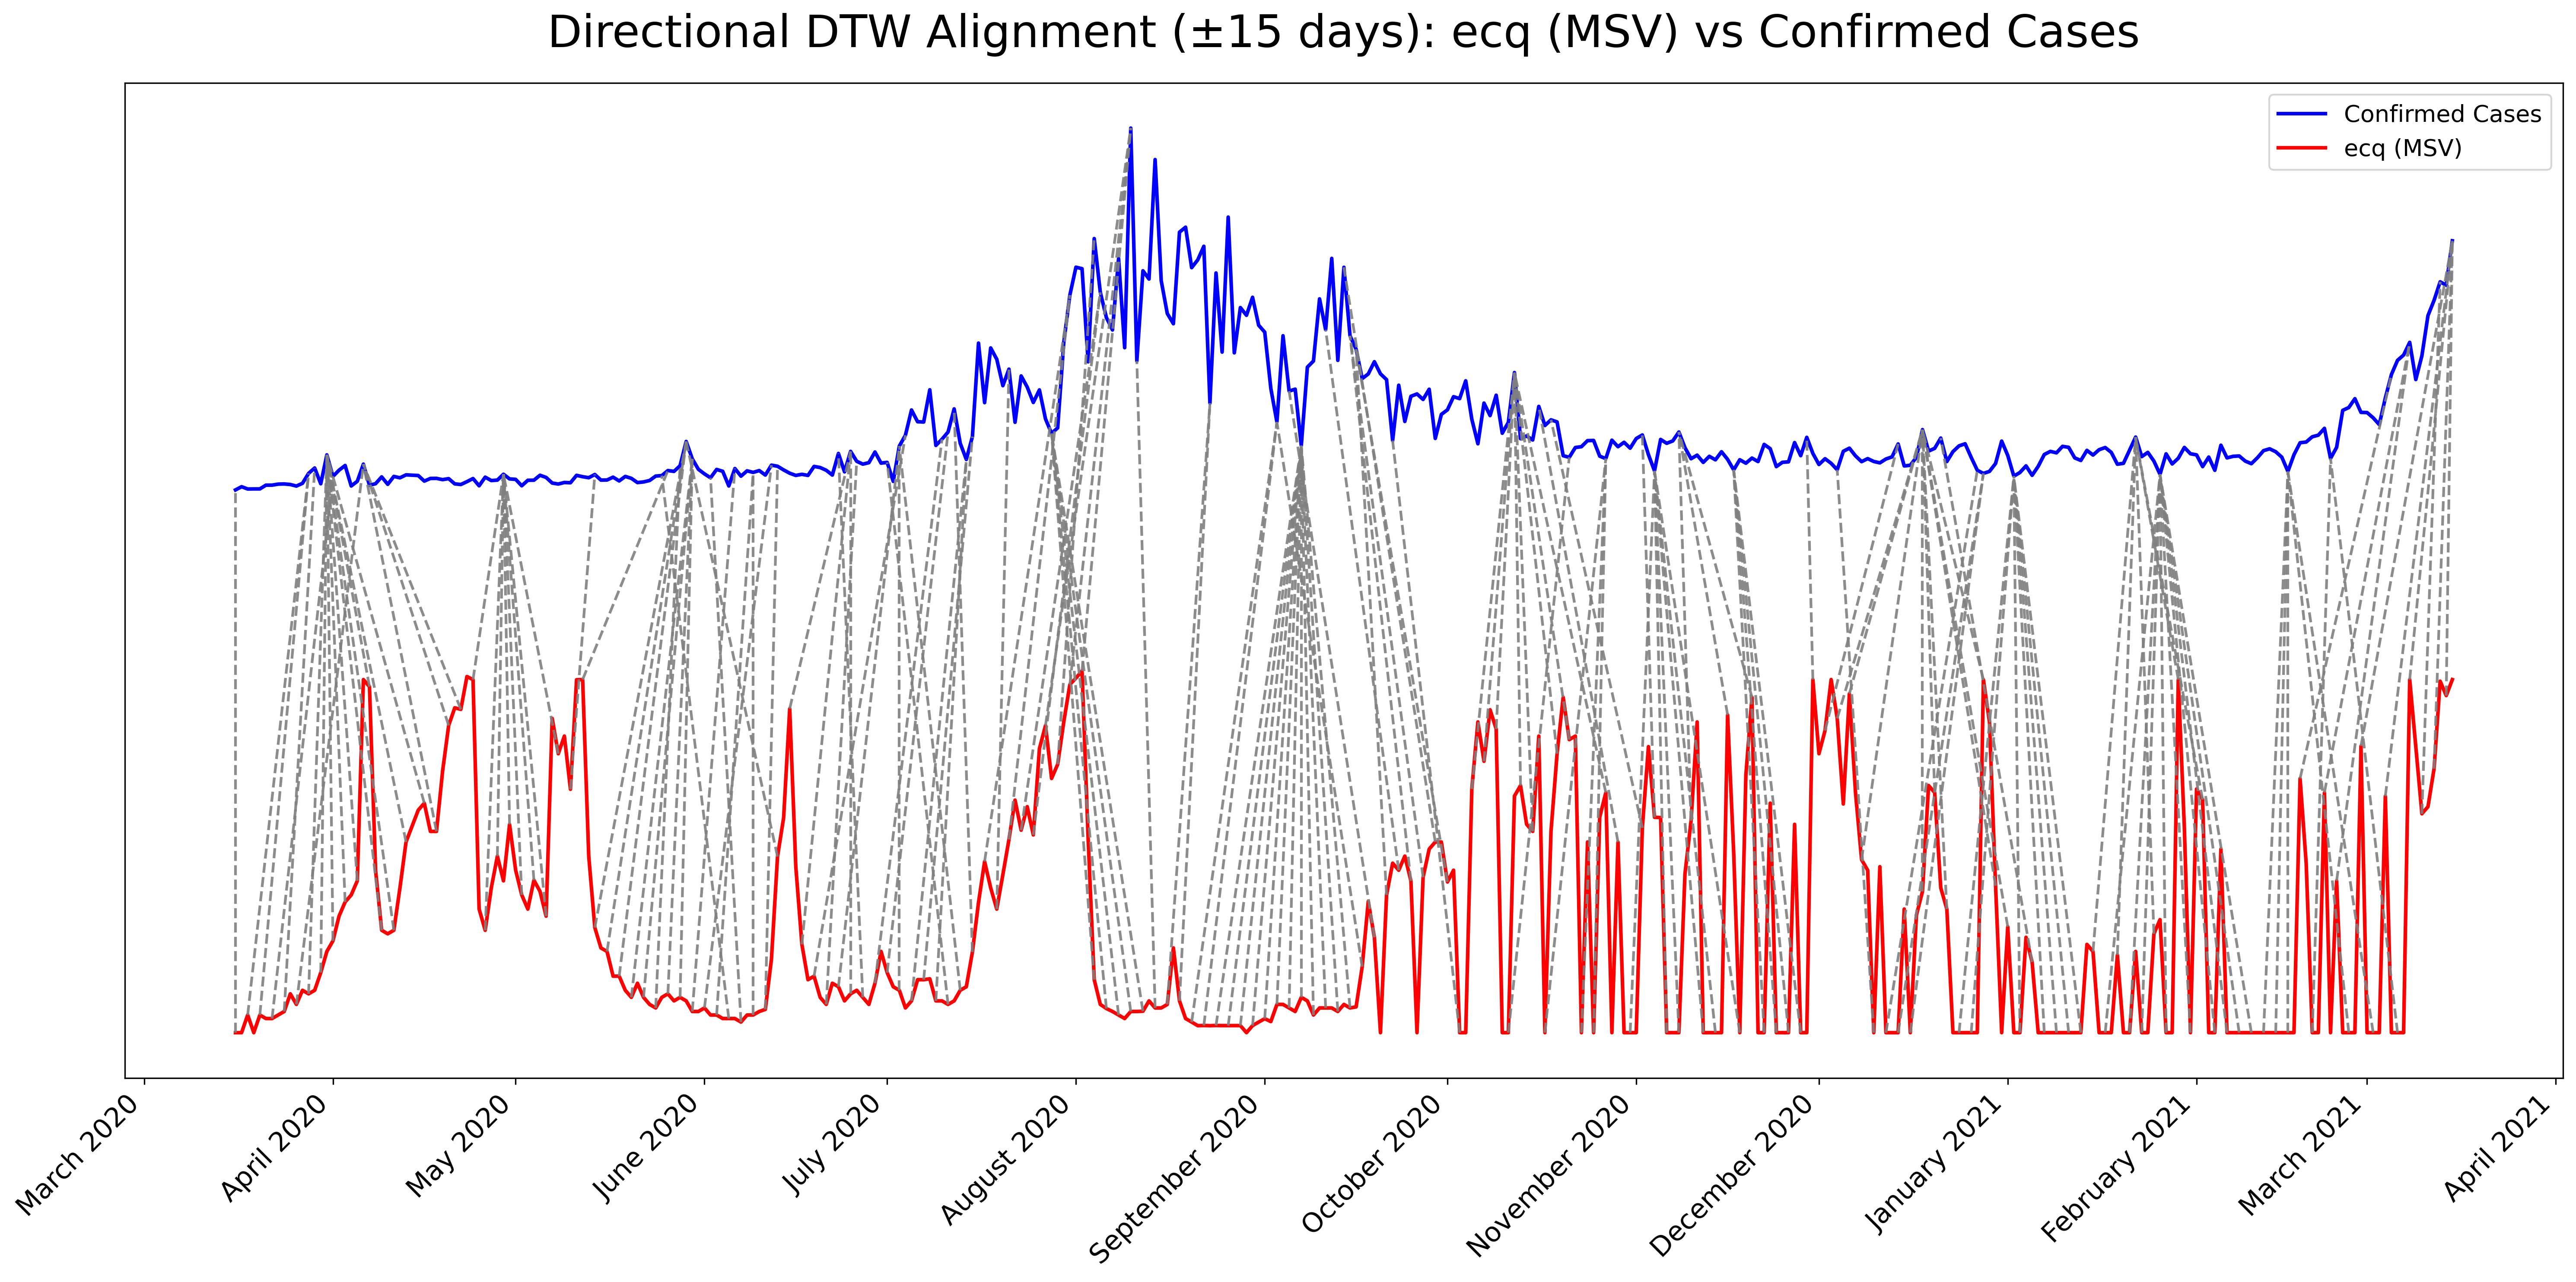 Directional DTW Alignment (±15 days): ecq (MSV) vs Confirmed Cases
Confirmed Cases
ecq (MSV)
March 2020
April 2020
May 2020
June 2020
July 2020
August 2020
September 2020
October 2020
November 2020
December 2020
January 2021
February 2021
March 2021
April 2021